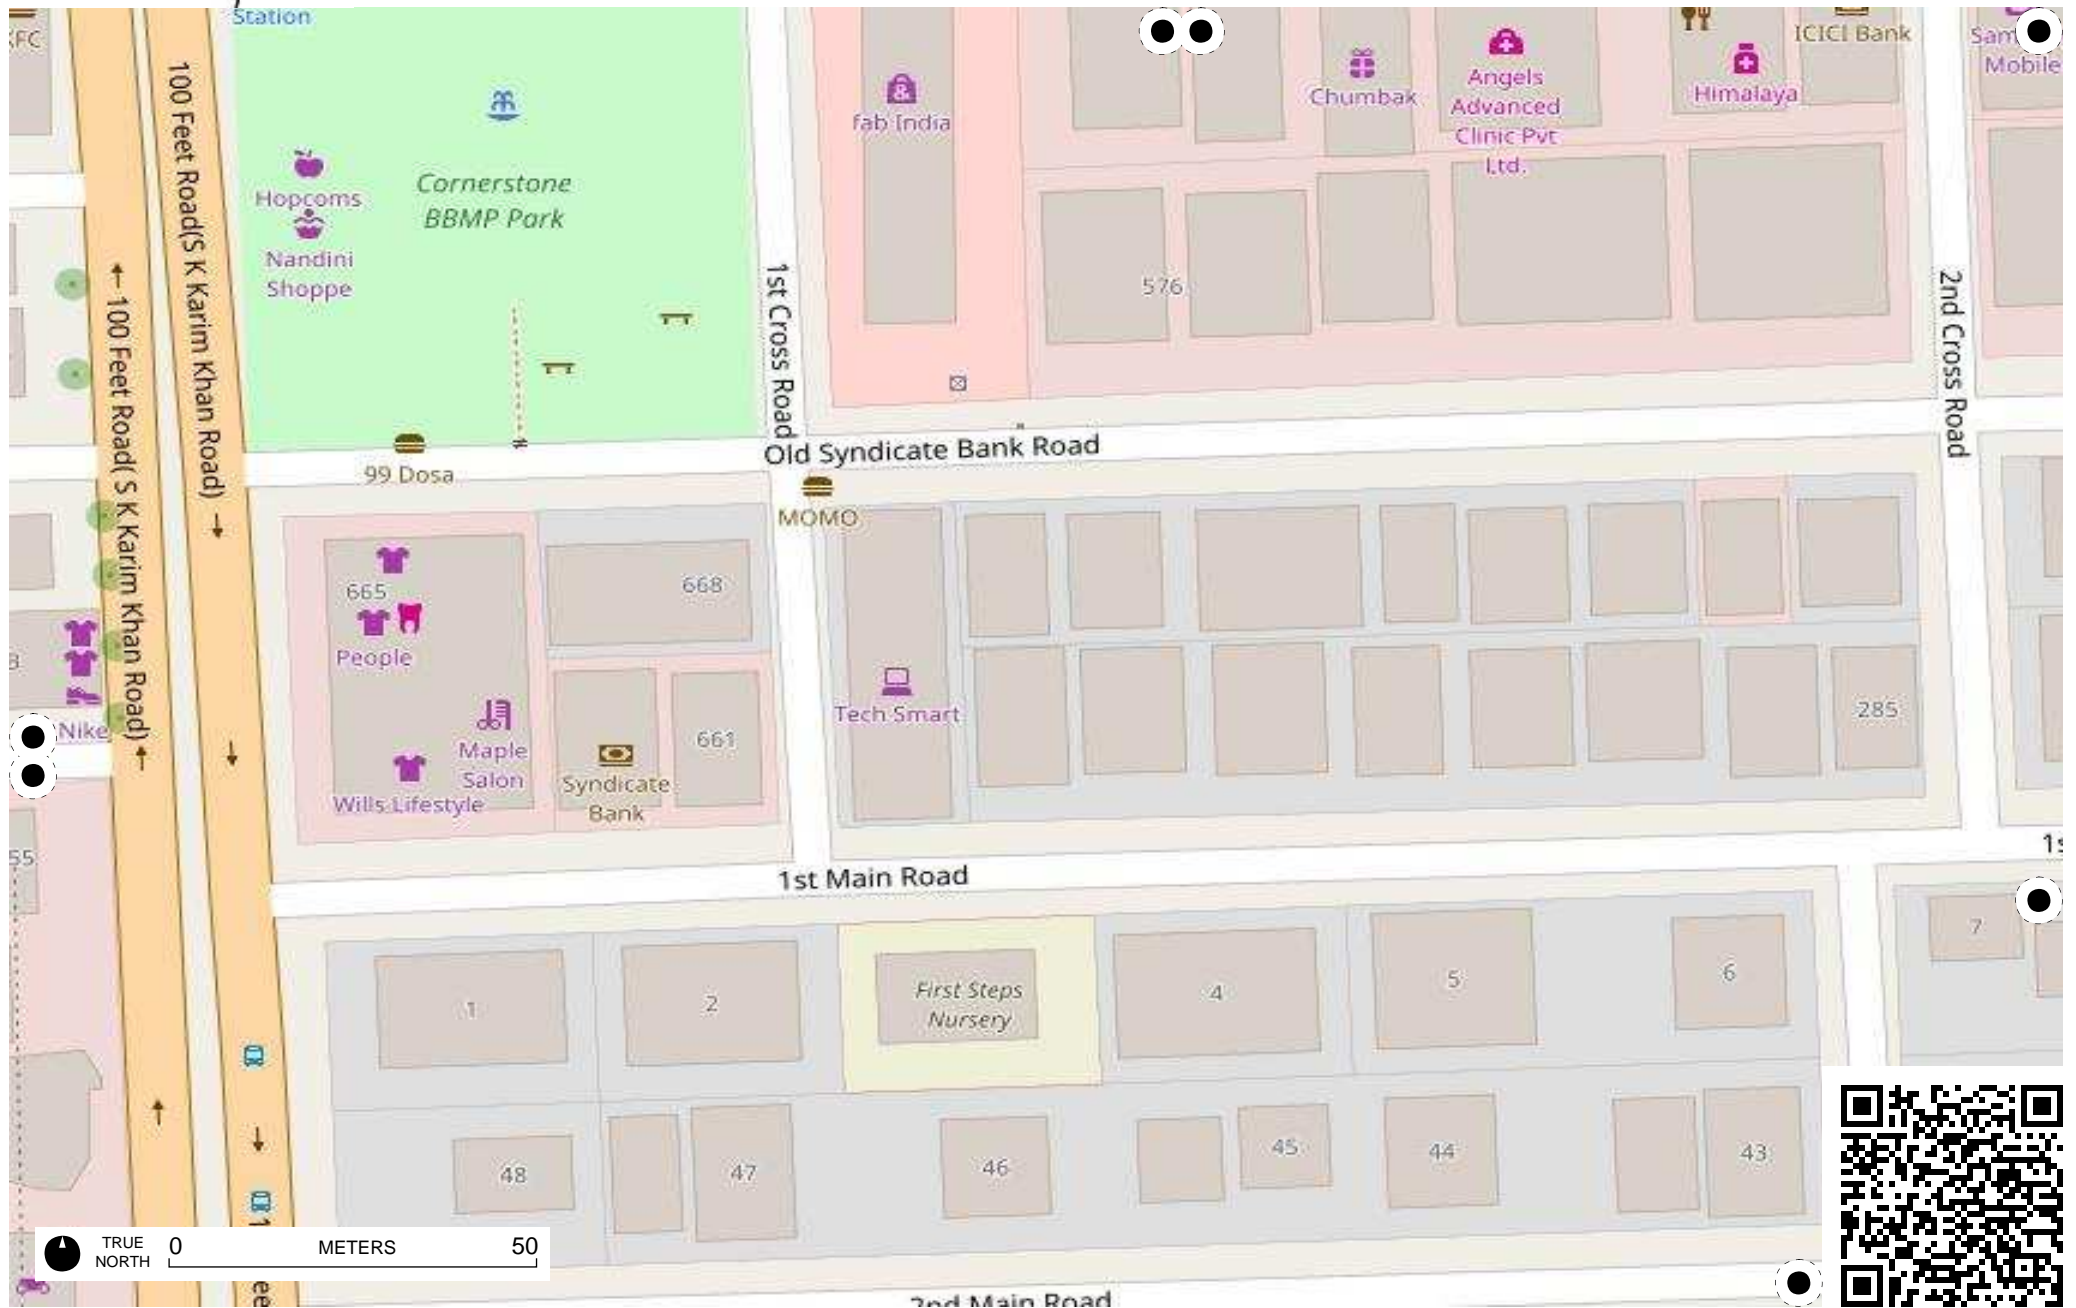 Station
ICICI Bank
Mobile
Chumbak
Angels
Advanced
Clinic Pvt
Ltd.
Himalaya
fab India
100 Feet Road(S K Karim Khan Road)
Hopcoms
Cornerstone
BBMP Park
Nandini
Shoppe
1st Cross Road
576
2nd Cross Road
100 Feet Road( S K Karim Khan Road)
Old Syndicate Bank Road
99 Dosa
MOMO
665
668
People
Nike
Tech Smart
285
Maple
Salon
661
Syndicate
Bank
Wills Lifestyle
55
1st Main Road
7
1
2
First Steps
Nursery
4
5
6
48
47
46
45
44
43
TRUE
NORTH
0
METERS
50
2nd Main Road